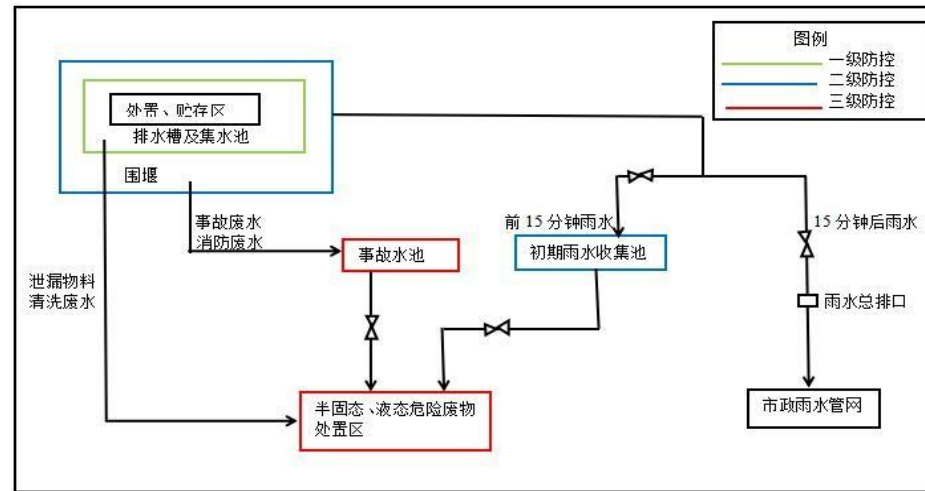 图例
一级防控
二级防控
三级防控
处置、贮存区
排水槽及集水池
围堰
事故废水
消防废水
前15分钟雨水
15分钟后雨水
事故水池
初期雨水收集池
泄漏物料
清洗废水
雨水总排口
半固态、液态危险废物
处置区
市政雨水管网